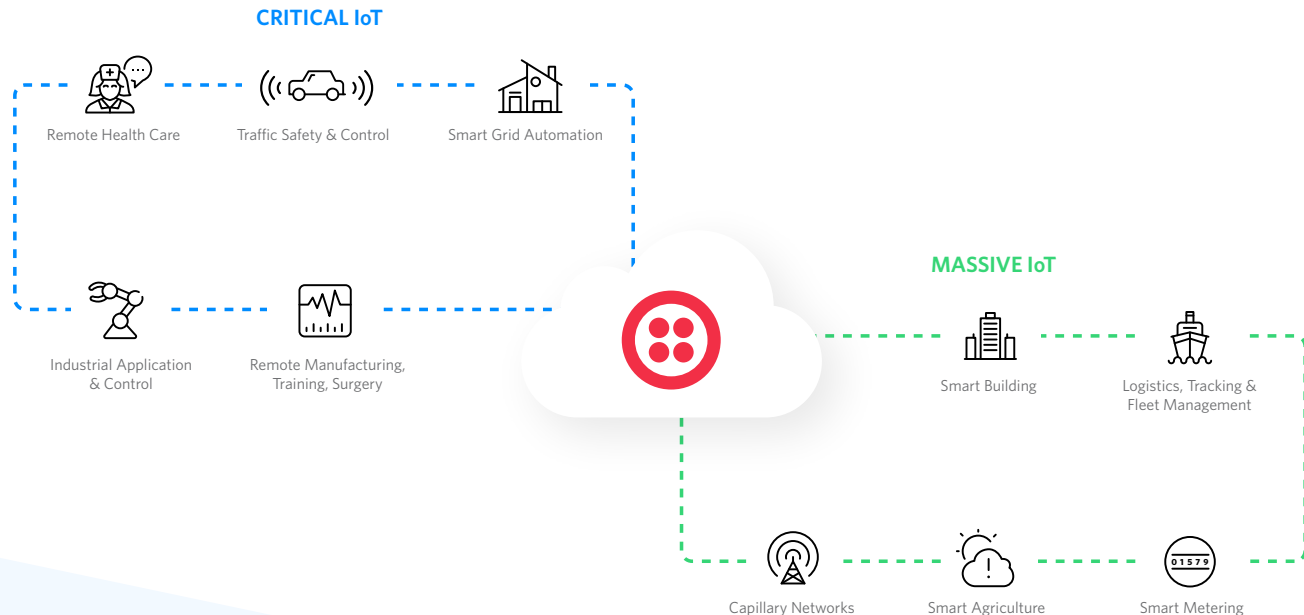 CRITICAL IoT
Remote Health Care
Traffic Safety & Control
Smart Grid Automation
Industrial Application
& Control
Remote Manufacturing,
Training, Surgery
MASSIVE IoT
Smart Building
Logistics, Tracking &
Fleet Management
01579
Capillary Networks
Smart Agriculture
Smart Metering